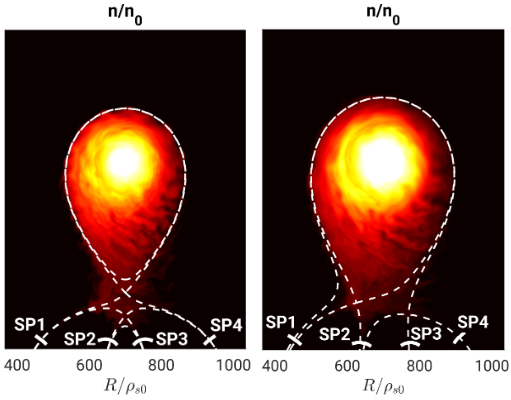 n/n₀ n/n₀
SP1 SP2 SP3 SP4 SP1 SP2 SP3 SP4
400 600 800 1000 400 600 800 1000
R/ρₛ₀ R/ρₛ₀